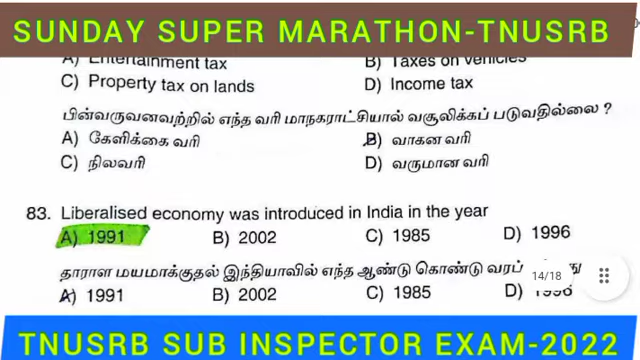 SUNDAY SUPER MARATHON-TNUSRB
A) Entertainment tax B) Taxes on vehicles
C) Property tax on lands D) Income tax
பின்வருவனவற்றில் எந்த வரி மாநகராட்சியால் வசூலிக்கப் படுவதில்லை ?
A) கேளிக்கை வரி B) வாகன வரி
C) நிலவரி D) வருமான வரி
83. Liberalised economy was introduced in India in the year
A) 1991 B) 2002 C) 1985 D) 1996
தாராள மயமாக்குதல் இந்தியாவில் எந்த ஆண்டு கொண்டு வரப்
14/18
A) 1991 B) 2002 C) 1985 D) 1996
TNUSRB SUB INSPECTOR EXAM-2022